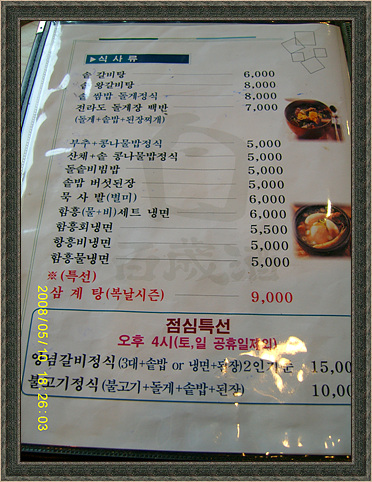 ▶식 사 류
솥 갈비탕 6,000
솥 왕갈비탕 8,000
솥 쌈밥 돌게정식 8,000
전라도 돌게장 백반 7,000
(돌게+솥밥+된장찌개)
부추+콩나물밥정식 5,000
산채+솥 콩나물밥정식 5,000
돌솥비빔밥 5,000
솥밥 버섯된장 5,000
묵 사 발(별미) 6,000
함흥(물+비)세트 냉면 6,000
함흥회냉면 5,500
함흥비냉면 5,000
함흥물냉면 5,000
※(특선)
삼 계 탕(복날시즌) 9,000
점심특선
오후 4시(토,일 공휴일제외)
양념갈비정식(3대+솥밥 or 냉면+된장)2인기준 15,00
불고기정식(불고기+돌게+솥밥+된장) 10,00